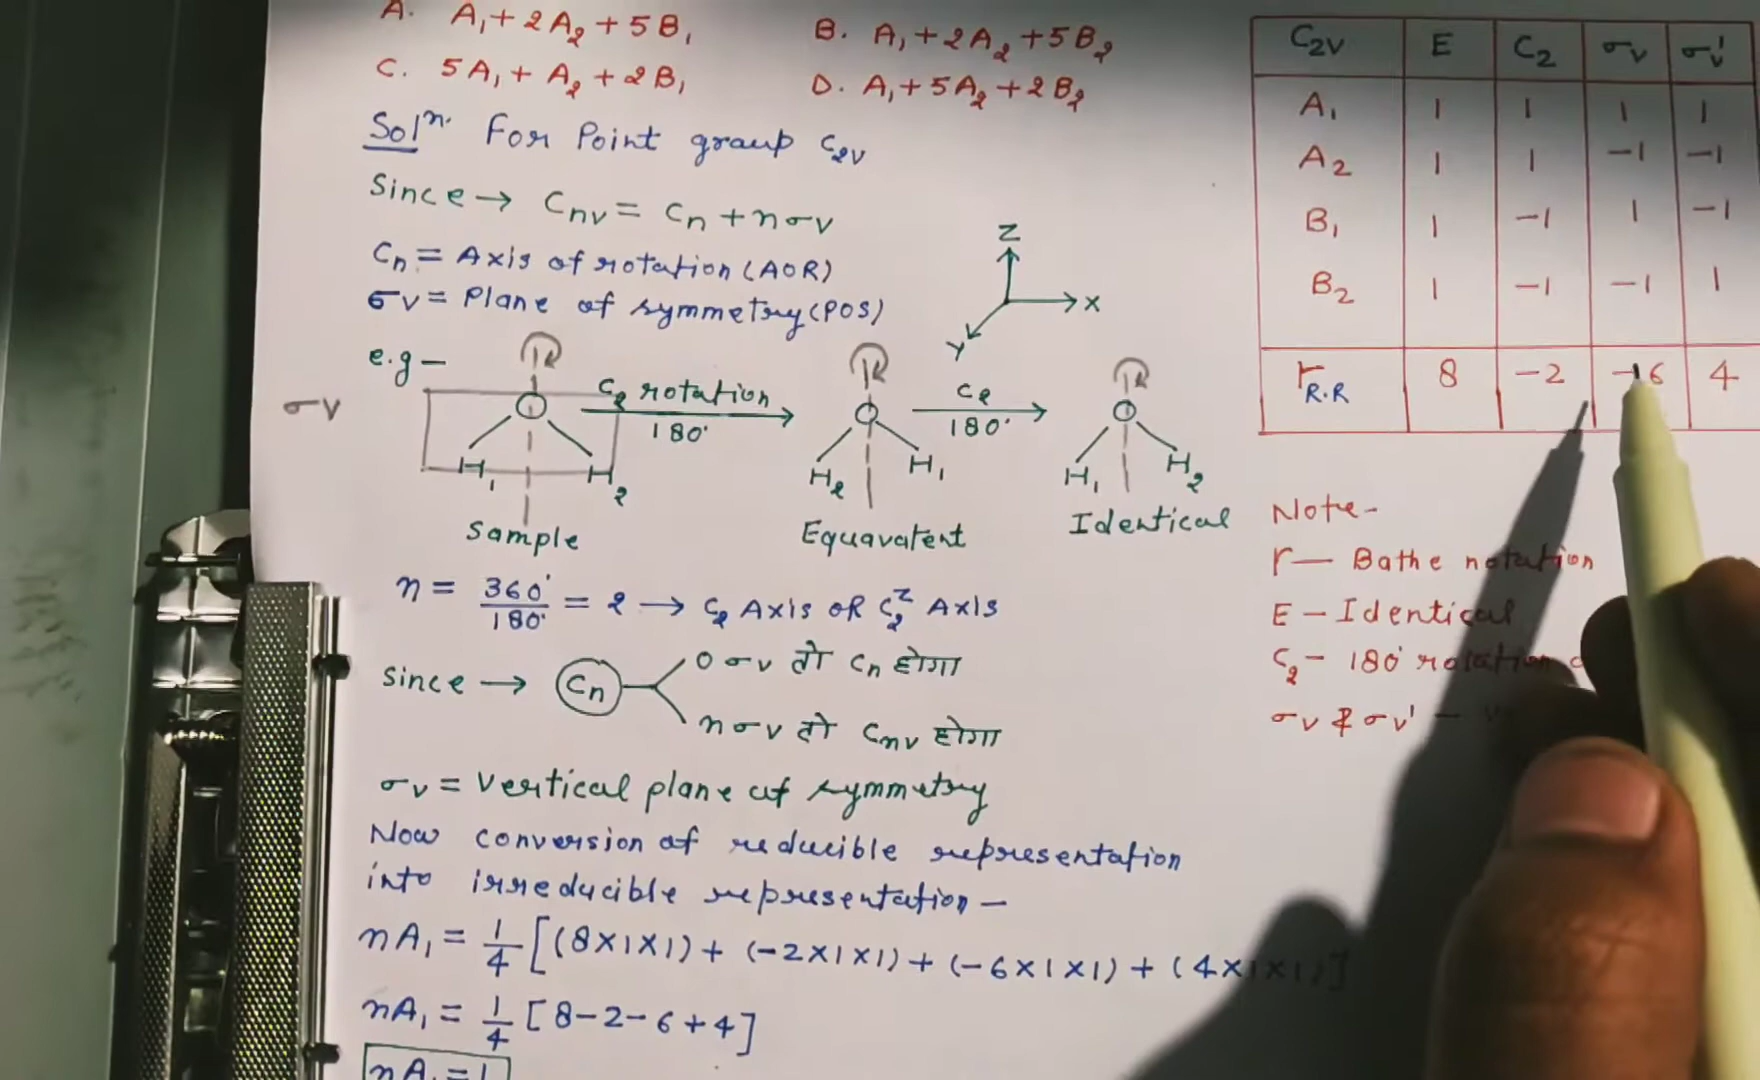 A. A₁+2A₂+5B₁ B. A₁+2A₂+5B₂
C. 5A₁+A₂+2B₁ D. A₁+5A₂+2B₂
Solⁿ. For Point group C₂v
Since → Cnv = Cn + nσv
Cn = Axis of rotation (AOR)
σv = Plane of symmetry (POS)
Z
X
Y
e.g –
σv
C₂ rotation
180°
C₂
180°
H₁ H₂
H₂ H₁
H₁ H₂
Sample Equavatent Identical
n = 360°/180° = 2 → C₂ Axis OR C₂ᶻ Axis
Since → Cn
0 σv तो Cn होगा
nσv तो Cnv होगा
σv = Vertical plane of symmetry
Now conversion of reducible representation
into irreducible representation –
nA₁ = 1/4 [(8×1×1) + (-2×1×1) + (-6×1×1) + (4×1×1)]
nA₁ = 1/4 [8-2-6+4]
nA₁ = 1
C₂v E C₂ σv σv'
A₁ 1 1 1 1
A₂ 1 1 -1 -1
B₁ 1 -1 1 -1
B₂ 1 -1 -1 1
Γ R.R 8 -2 -6 4
Note-
Γ — Bathe notation
E – Identical
C₂ – 180° rotation
σv & σv' –